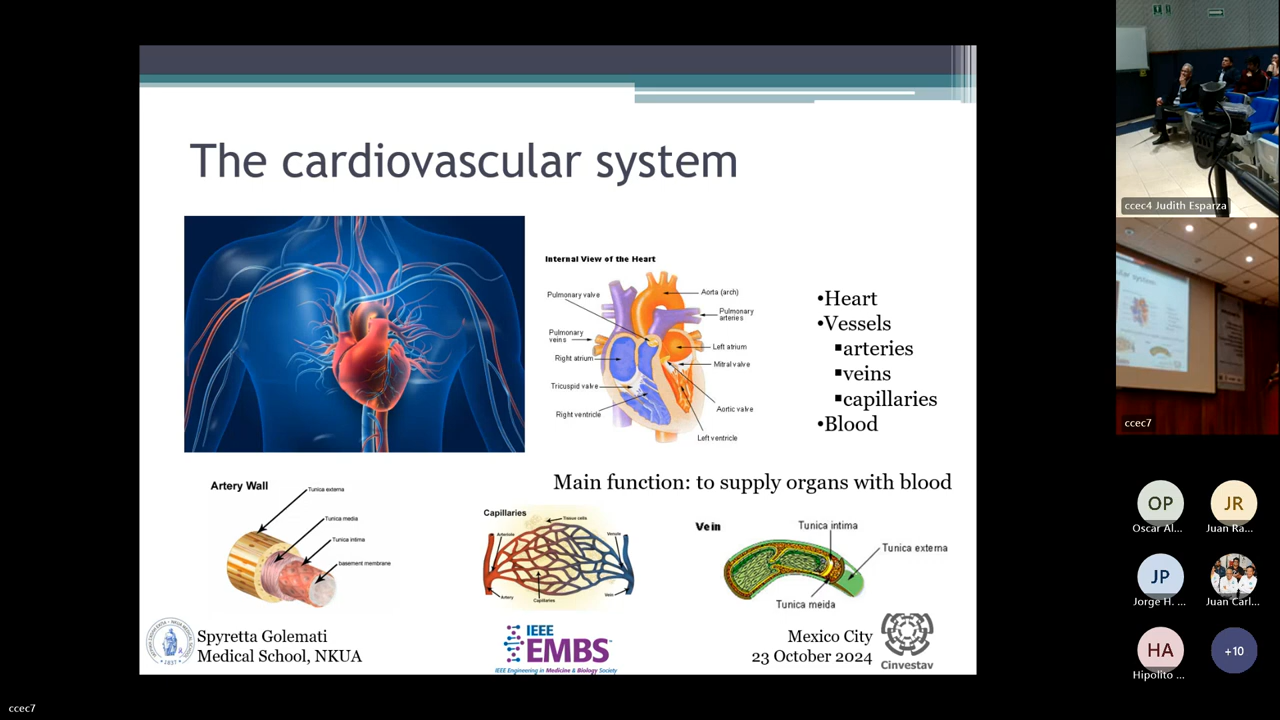 The cardiovascular system
Internal View of the Heart
Pulmonary valve
Aorta (arch)
Pulmonary
arteries
Pulmonary
veins
Left atrium
Right atrium
Mitral valve
Tricuspid valve
Aortic valve
Right ventricle
Left ventricle
•Heart
•Vessels
▪arteries
▪veins
▪capillaries
•Blood
Main function: to supply organs with blood
Artery Wall
Tunica externa
Tunica media
Tunica intima
basement membrane
Capillaries
Tissue cells
Arteriole
Venule
Artery
Capillaries
Vein
Vein
Tunica intima
Tunica externa
Tunica meida
Spyretta Golemati
Medical School, NKUA
1837
IEEE
EMBS
IEEE Engineering in Medicine & Biology Society
Mexico City
23 October 2024
Cinvestav
ccec4 Judith Esparza
ccec7
OP
Oscar Al...
JR
Juan Ra...
JP
Jorge H. ...
Juan Carl...
HA
Hipolito ...
+10
ccec7